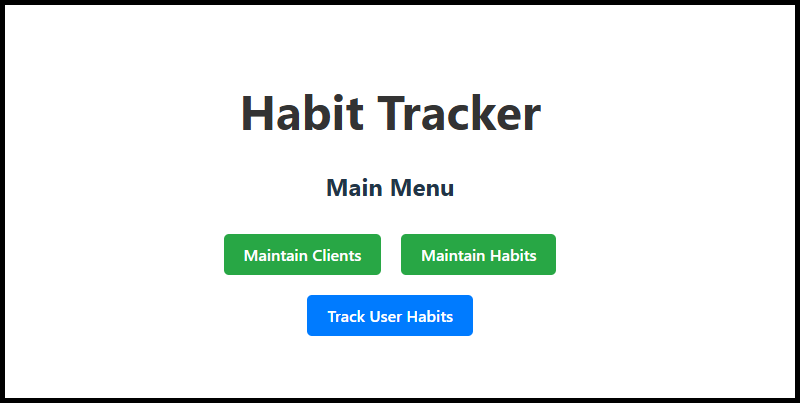 Habit Tracker
Main Menu
Maintain Clients Maintain Habits
Track User Habits